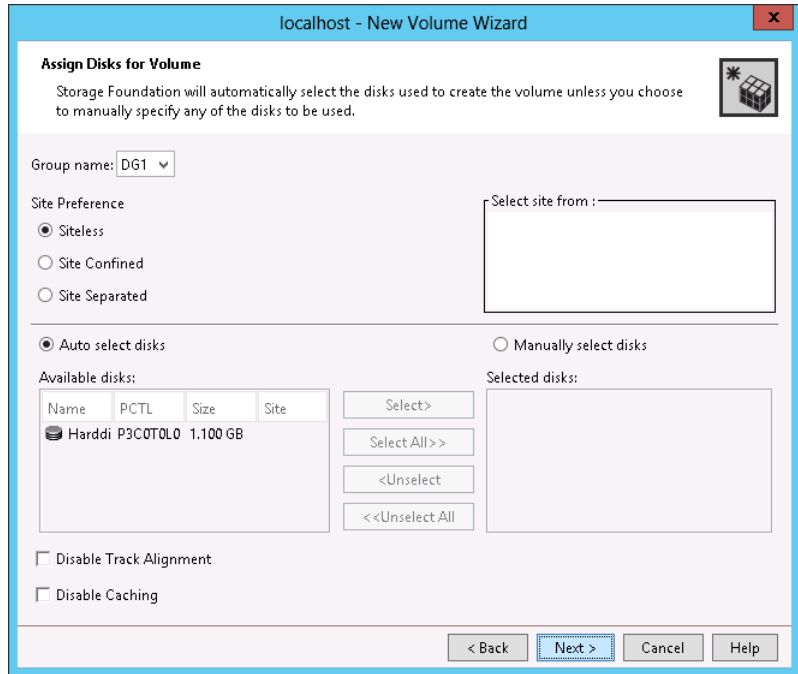 localhost - New Volume Wizard
x
Assign Disks for Volume
Storage Foundation will automatically select the disks used to create the volume unless you choose
to manually specify any of the disks to be used.
Group name: DG1
Site Preference
Select site from :
Siteless
Site Confined
Site Separated
Auto select disks
Manually select disks
Available disks:
Selected disks:
Name PCTL Size Site
Harddi P3C0T0L0 1.100 GB
Select>
Select All>>
<Unselect
<<Unselect All
Disable Track Alignment
Disable Caching
< Back Next > Cancel Help